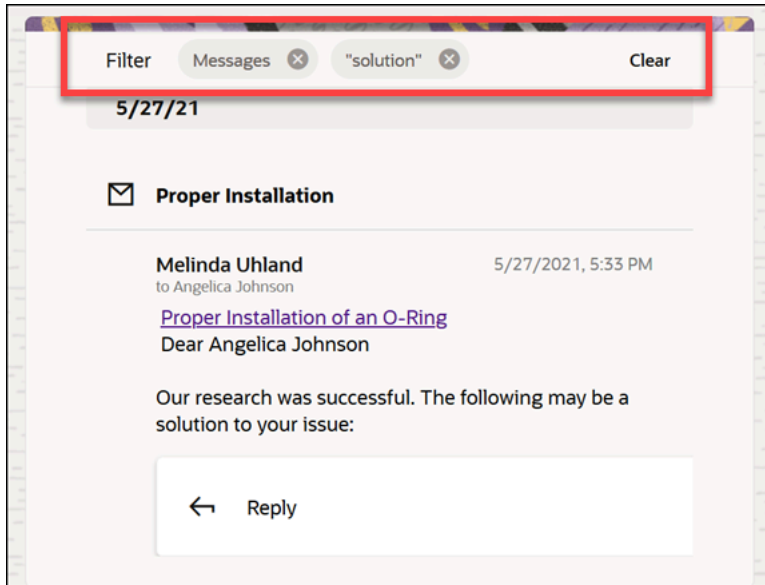 Filter Messages "solution" Clear
5/27/21
Proper Installation
Melinda Uhland 5/27/2021, 5:33 PM
to Angelica Johnson
Proper Installation of an O-Ring
Dear Angelica Johnson
Our research was successful. The following may be a
solution to your issue:
Reply